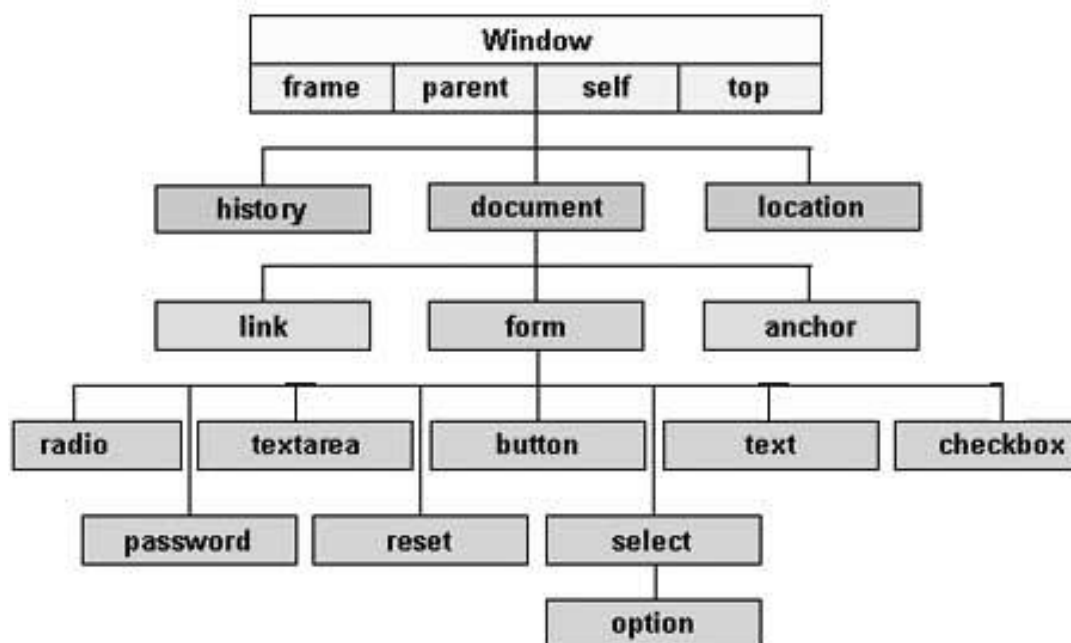 Window
frame parent self top
history document location
link form anchor
radio textarea button text checkbox
password reset select
option